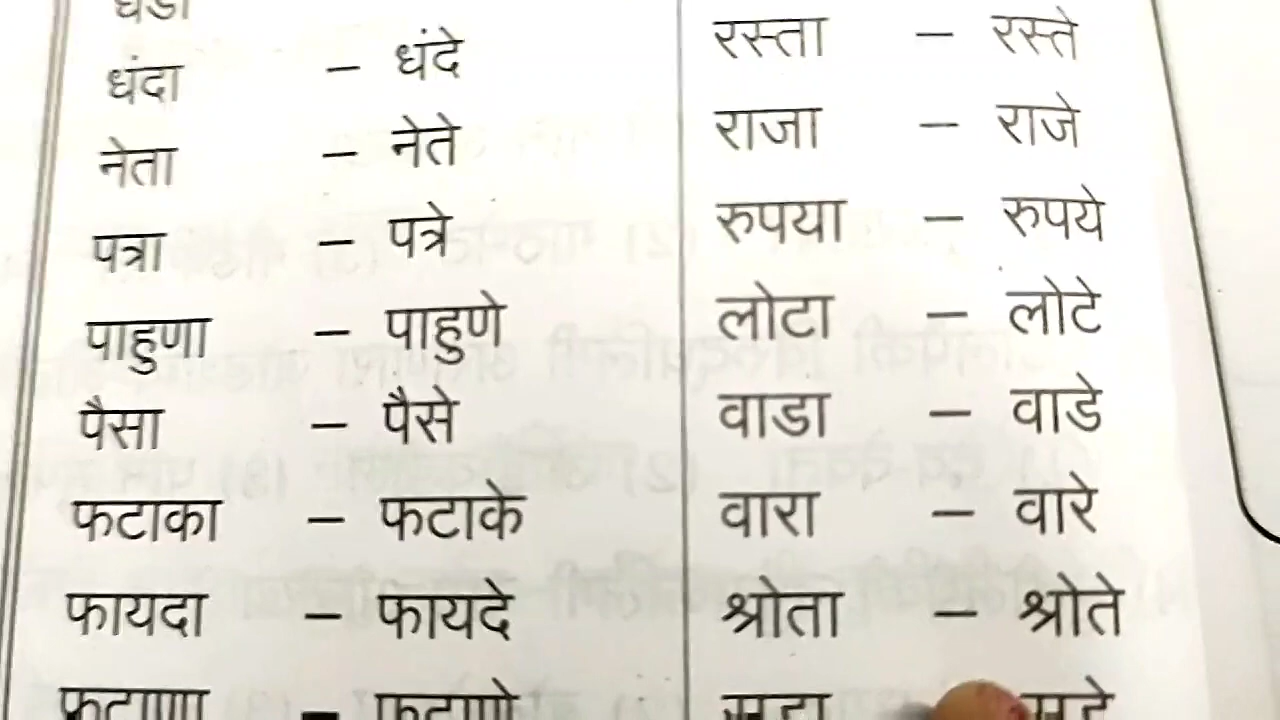 धंदा – धंदे
नेता – नेते
पत्रा – पत्रे
पाहुणा – पाहुणे
पैसा – पैसे
फटाका – फटाके
फायदा – फायदे
रस्ता – रस्ते
राजा – राजे
रुपया – रुपये
लोटा – लोटे
वाडा – वाडे
वारा – वारे
श्रोता – श्रोते